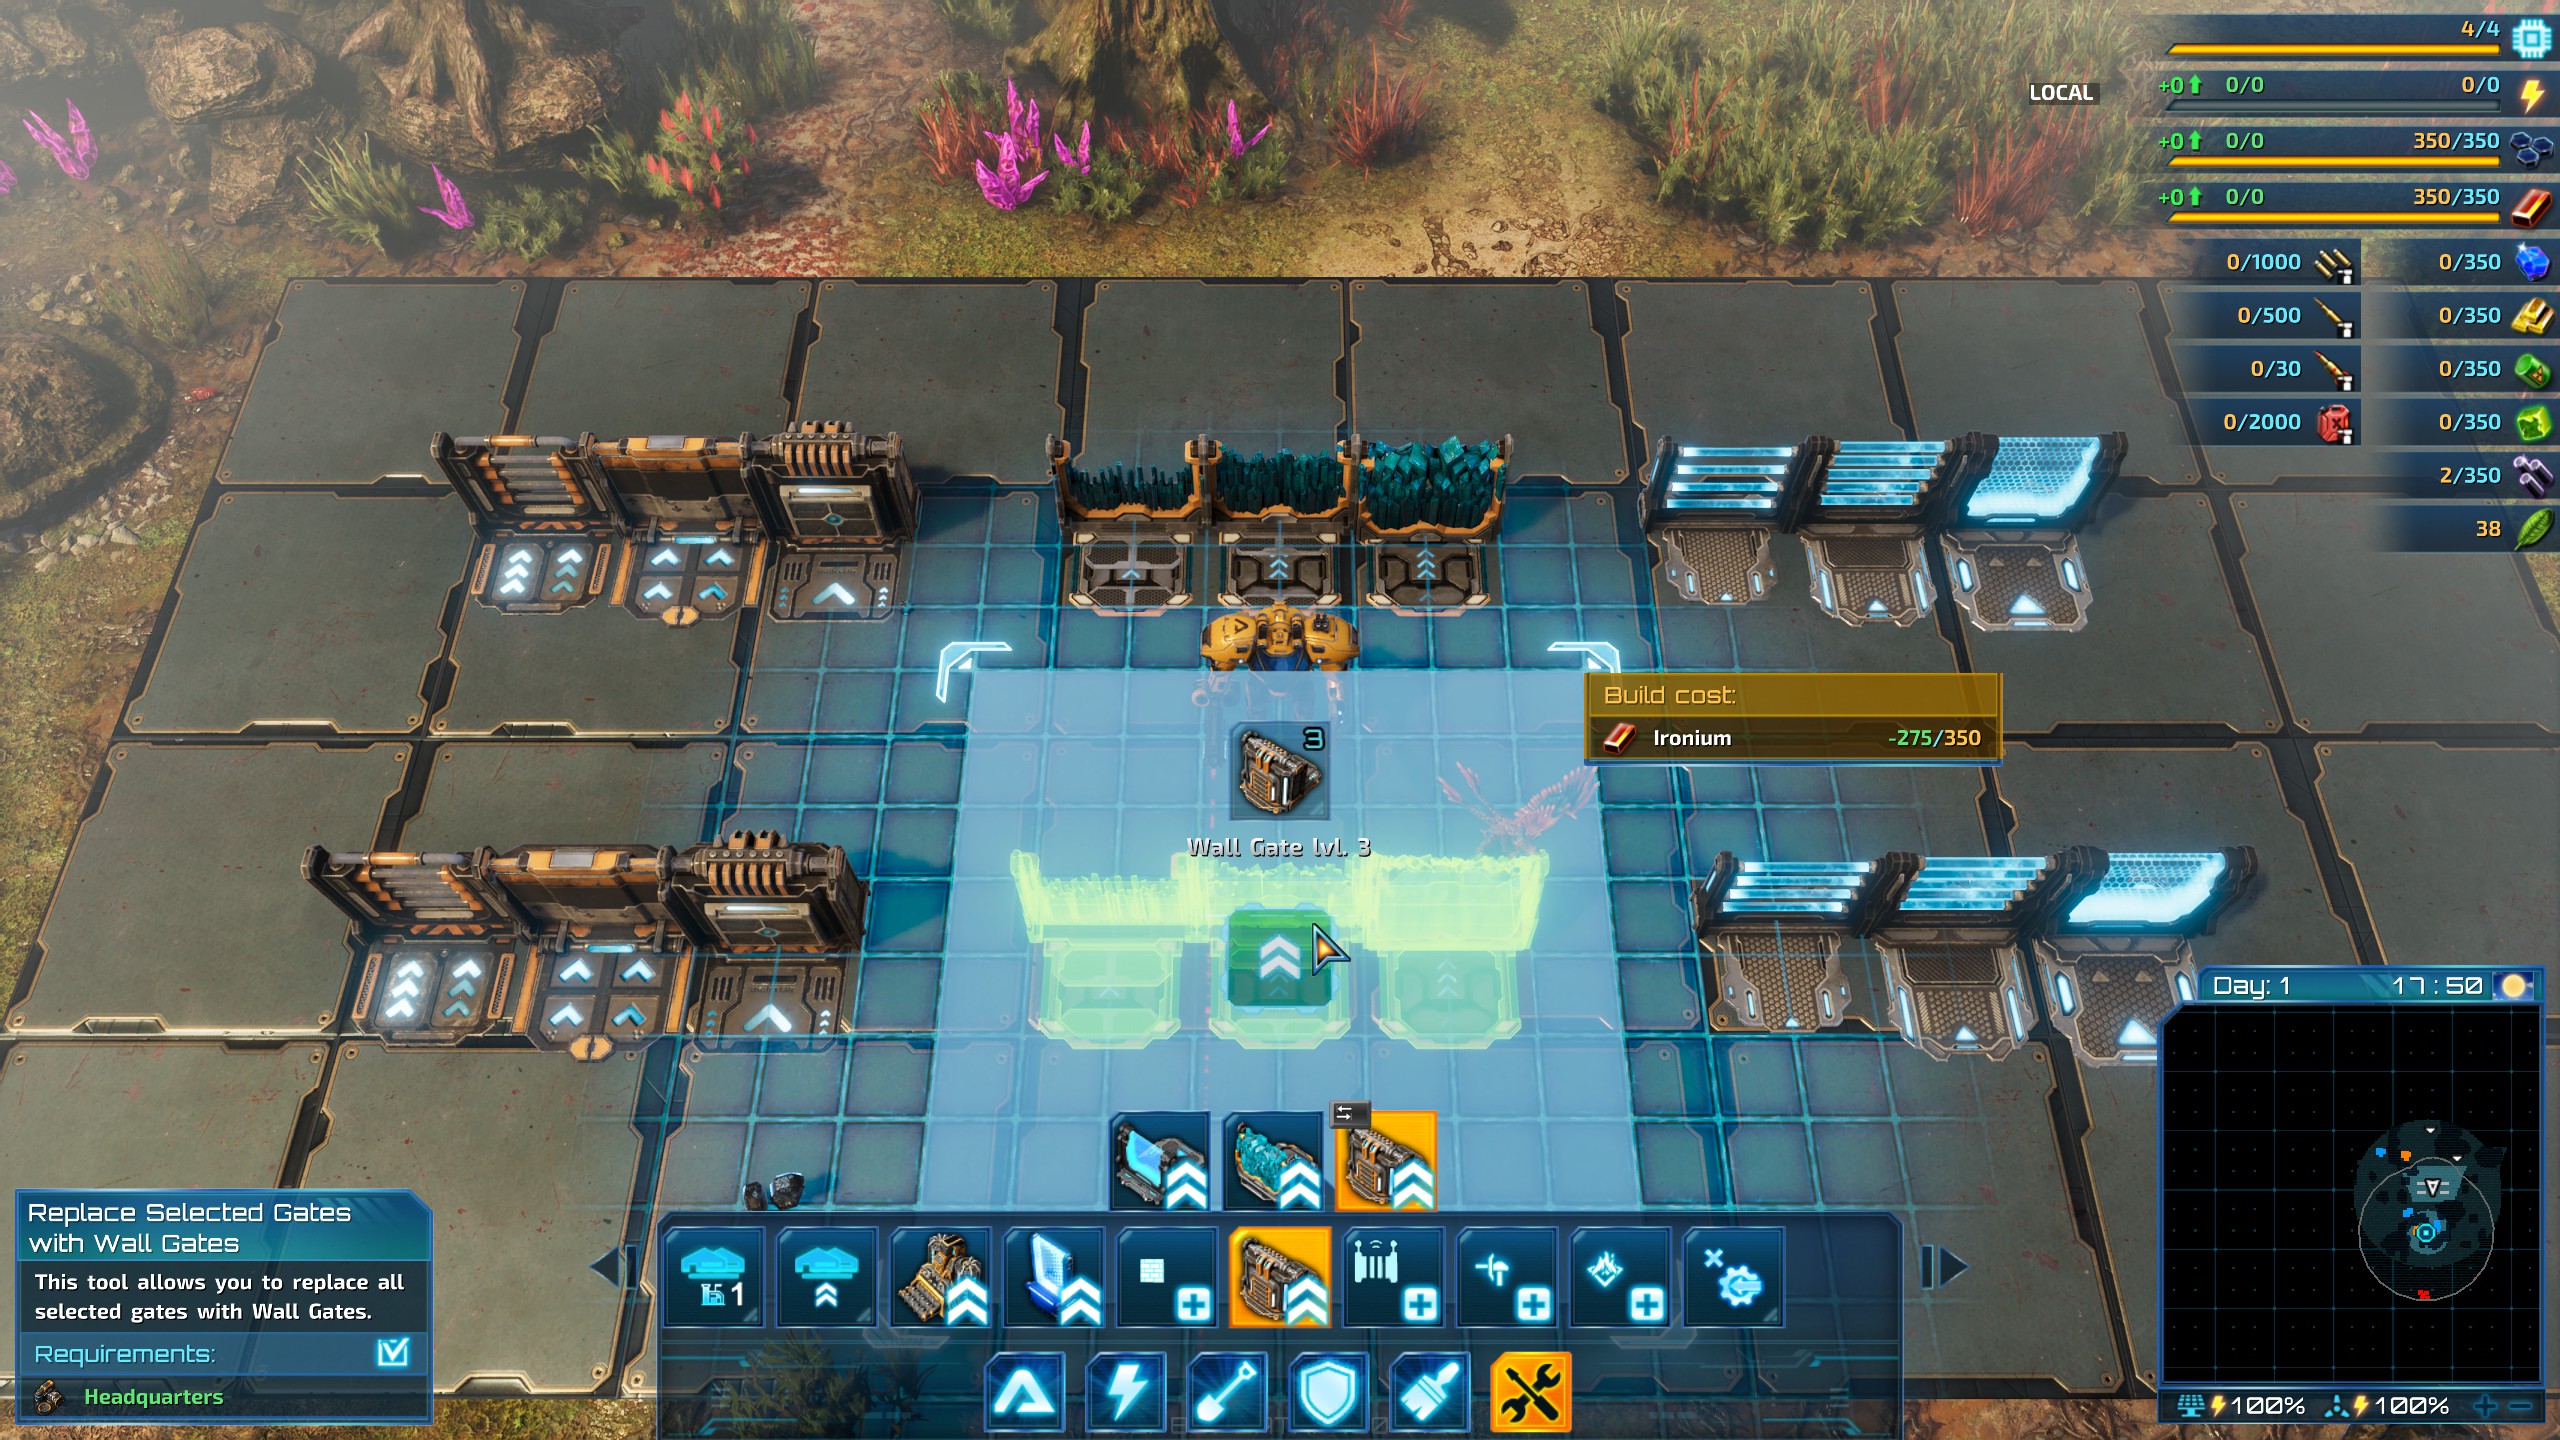 4/4
LOCAL
+0 0/0 0/0
+0 0/0 350/350
+0 0/0 350/350
0/1000 0/350
0/500 0/350
0/30 0/350
0/2000 0/350
2/350
38
Build cost:
Ironium -275/350
3
Wall Gate lvl. 3
Day: 1 17:50
Replace Selected Gates
with Wall Gates
This tool allows you to replace all
selected gates with Wall Gates.
Requirements:
Headquarters
1
100% 100%